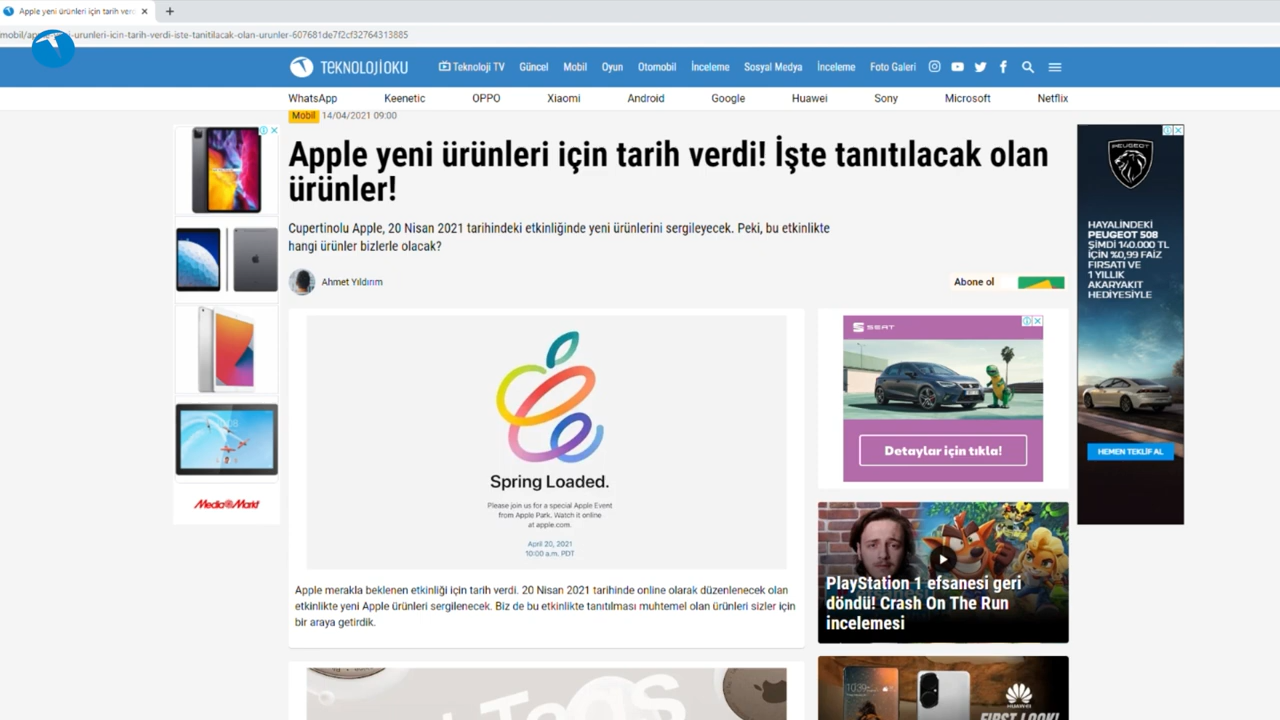 Apple yeni ürünleri için tarih ver
mobil/ap
-urunleri-icin-tarih-verdi-iste-tanitilacak-olan-urunler-607681de7f2cf32764313885
TEKNOLOJİOKU
Teknoloji TV Güncel Mobil Oyun Otomobil İnceleme Sosyal Medya İnceleme Foto Galeri
WhatsApp Keenetic OPPO Xiaomi Android Google Huawei Sony Microsoft Netflix
Mobil 14/04/2021 09:00
Apple yeni ürünleri için tarih verdi! İşte tanıtılacak olan
ürünler!
Cupertinolu Apple, 20 Nisan 2021 tarihindeki etkinliğinde yeni ürünlerini sergileyecek. Peki, bu etkinlikte
hangi ürünler bizlerle olacak?
Ahmet Yıldırım
Abone ol
Spring Loaded.
Please join us for a special Apple Event
from Apple Park. Watch it online
at apple.com.
April 20, 2021
10:00 a.m. PDT
Apple merakla beklenen etkinliği için tarih verdi. 20 Nisan 2021 tarihinde online olarak düzenlenecek olan
etkinlikte yeni Apple ürünleri sergilenecek. Biz de bu etkinlikte tanıtılması muhtemel olan ürünleri sizler için
bir araya getirdik.
Tags
MediaMarkt
SEAT
Detaylar için tıkla!
PlayStation 1 efsanesi geri
döndü! Crash On The Run
incelemesi
10:39
HUAWEI
FIRST LOOK!
PEUGEOT
HAYALİNDEKİ
PEUGEOT 508
ŞİMDİ 140.000 TL
İÇİN %0,99 FAİZ
FIRSATI VE
1 YILLIK
AKARYAKIT
HEDİYESİYLE
HEMEN TEKLİF AL